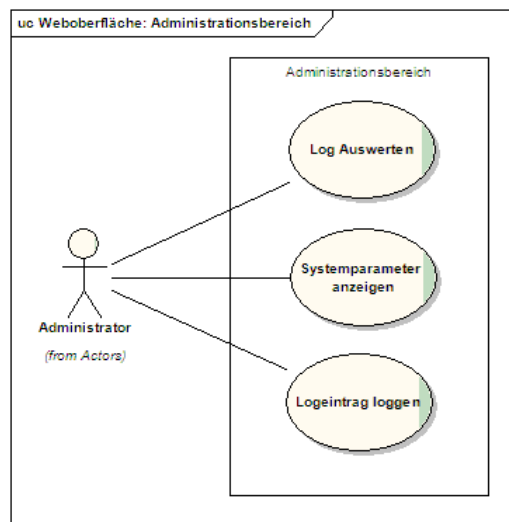 uc Weboberfläche: Administrationsbereich
Administrationsbereich
Log Auswerten
Systemparameter
anzeigen
Administrator
(from Actors)
Logeintrag loggen